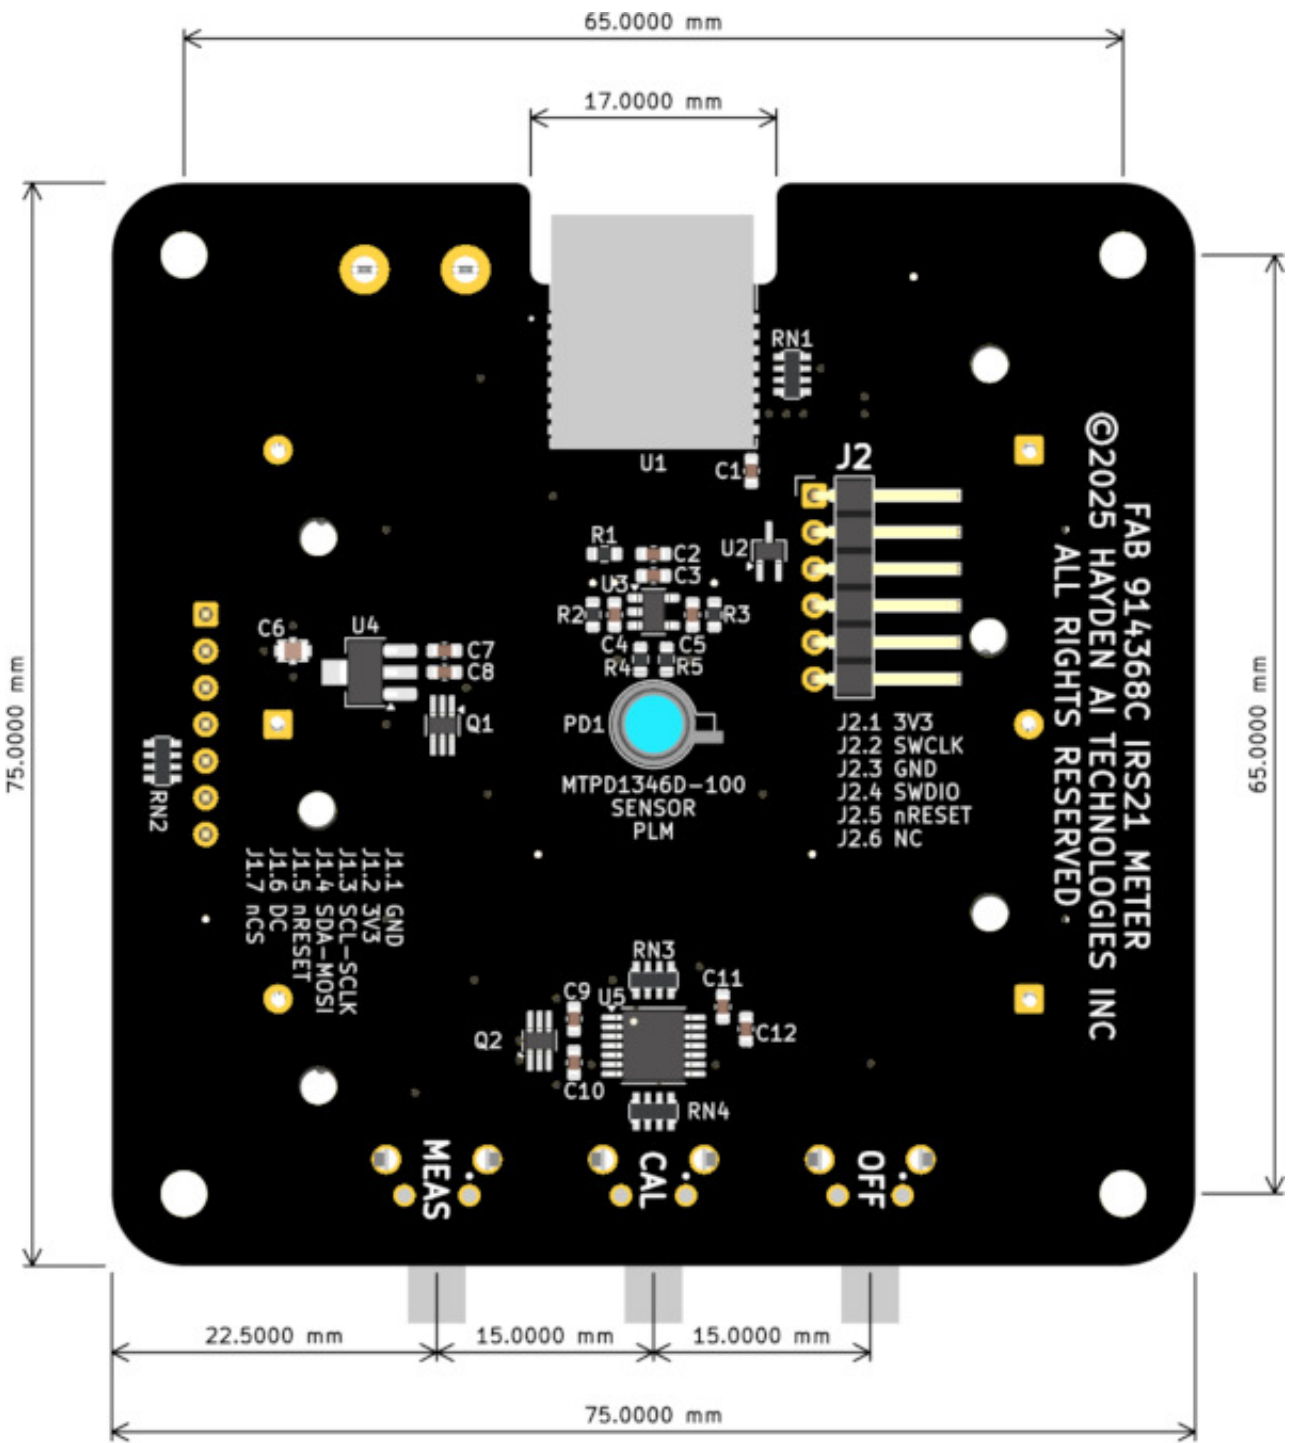 65.0000 mm
17.0000 mm
75.0000 mm
65.0000 mm
RN1
U1
C1
J2
R1
C2
C3
U2
U3
R2
R3
C4
C5
R4
R5
C6
U4
C7
C8
Q1
PD1
MTPD1346D-100
SENSOR
PLM
J2.1 3V3
J2.2 SWCLK
J2.3 GND
J2.4 SWDIO
J2.5 nRESET
J2.6 NC
FAB 914368C IRS21 METER
©2025 HAYDEN AI TECHNOLOGIES INC
ALL RIGHTS RESERVED
RN2
J1.1 GND
J1.2 3V3
J1.3 SCL-SCLK
J1.4 SDA-MOSI
J1.5 nRESET
J1.6 DC
J1.7 nCS
RN3
C9
U5
C11
Q2
C12
C10
RN4
MEAS
CAL
OFF
22.5000 mm
15.0000 mm
15.0000 mm
75.0000 mm